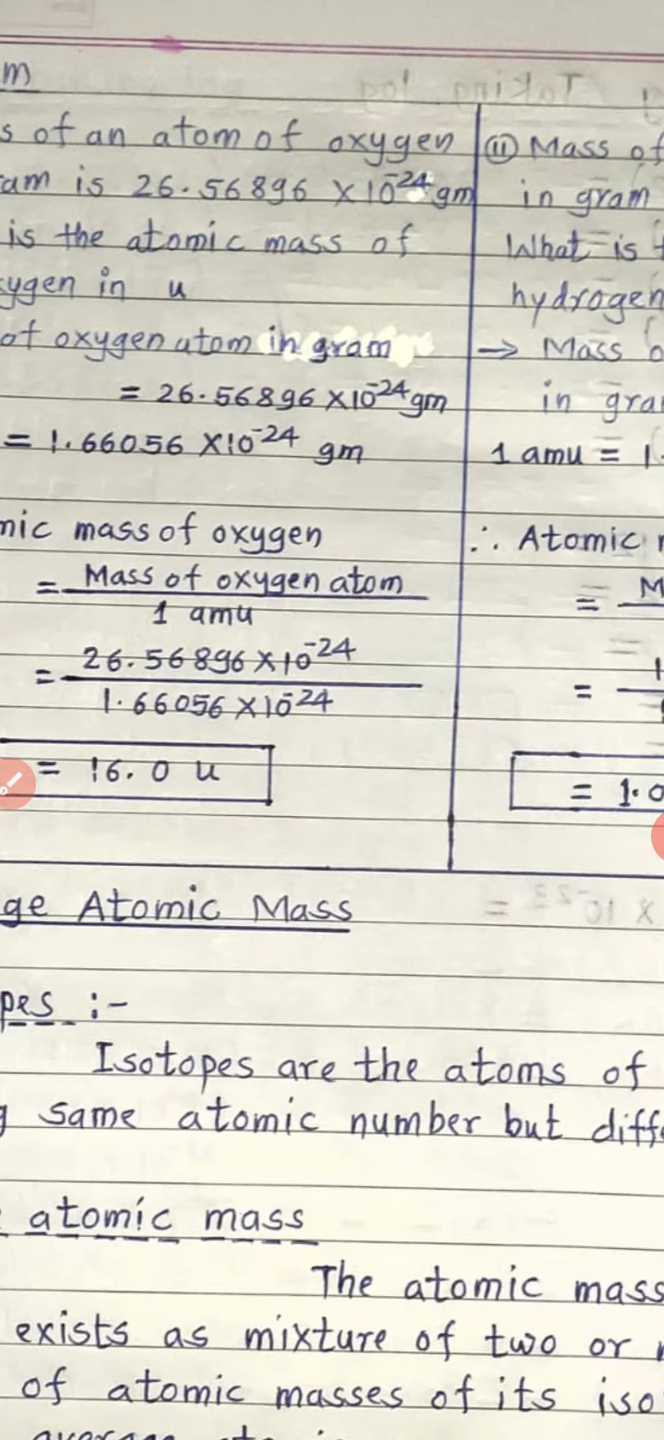 m
s of an atom of oxygen
am is 26.56896 × 10⁻²⁴ gm
is the atomic mass of
ygen in u
of oxygen atom in gram
= 26.56896 × 10⁻²⁴ gm
= 1.66056 × 10⁻²⁴ gm
mic mass of oxygen
= Mass of oxygen atom
1 amu
= 26.56896 × 10⁻²⁴
1.66056 × 10⁻²⁴
= 16.0 u
(ii) Mass of
in gram
What is t
hydrogen
→ Mass o
in gra
1 amu = 1.
∴ Atomic m
= M
= 1
= 1.0
ge Atomic Mass
pes :-
Isotopes are the atoms of
g same atomic number but diffe
atomic mass
The atomic mass
exists as mixture of two or
of atomic masses of its iso